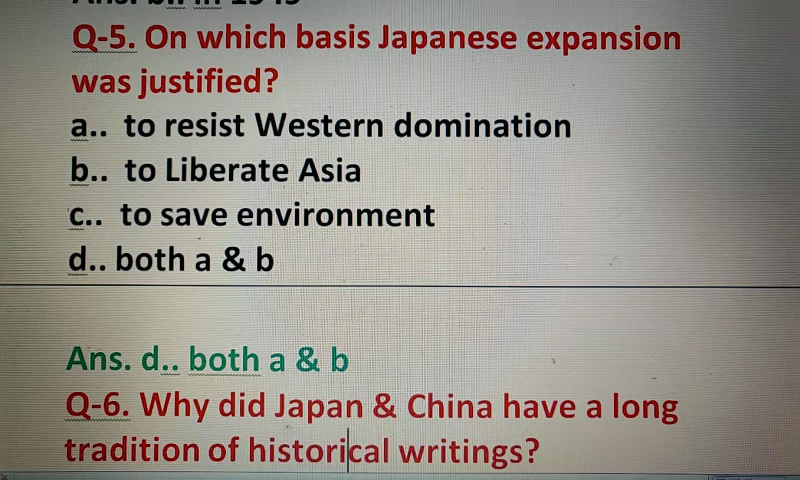 Q-5. On which basis Japanese expansion
was justified?
a.. to resist Western domination
b.. to Liberate Asia
c.. to save environment
d.. both a & b
Ans. d.. both a & b
Q-6. Why did Japan & China have a long
tradition of historical writings?